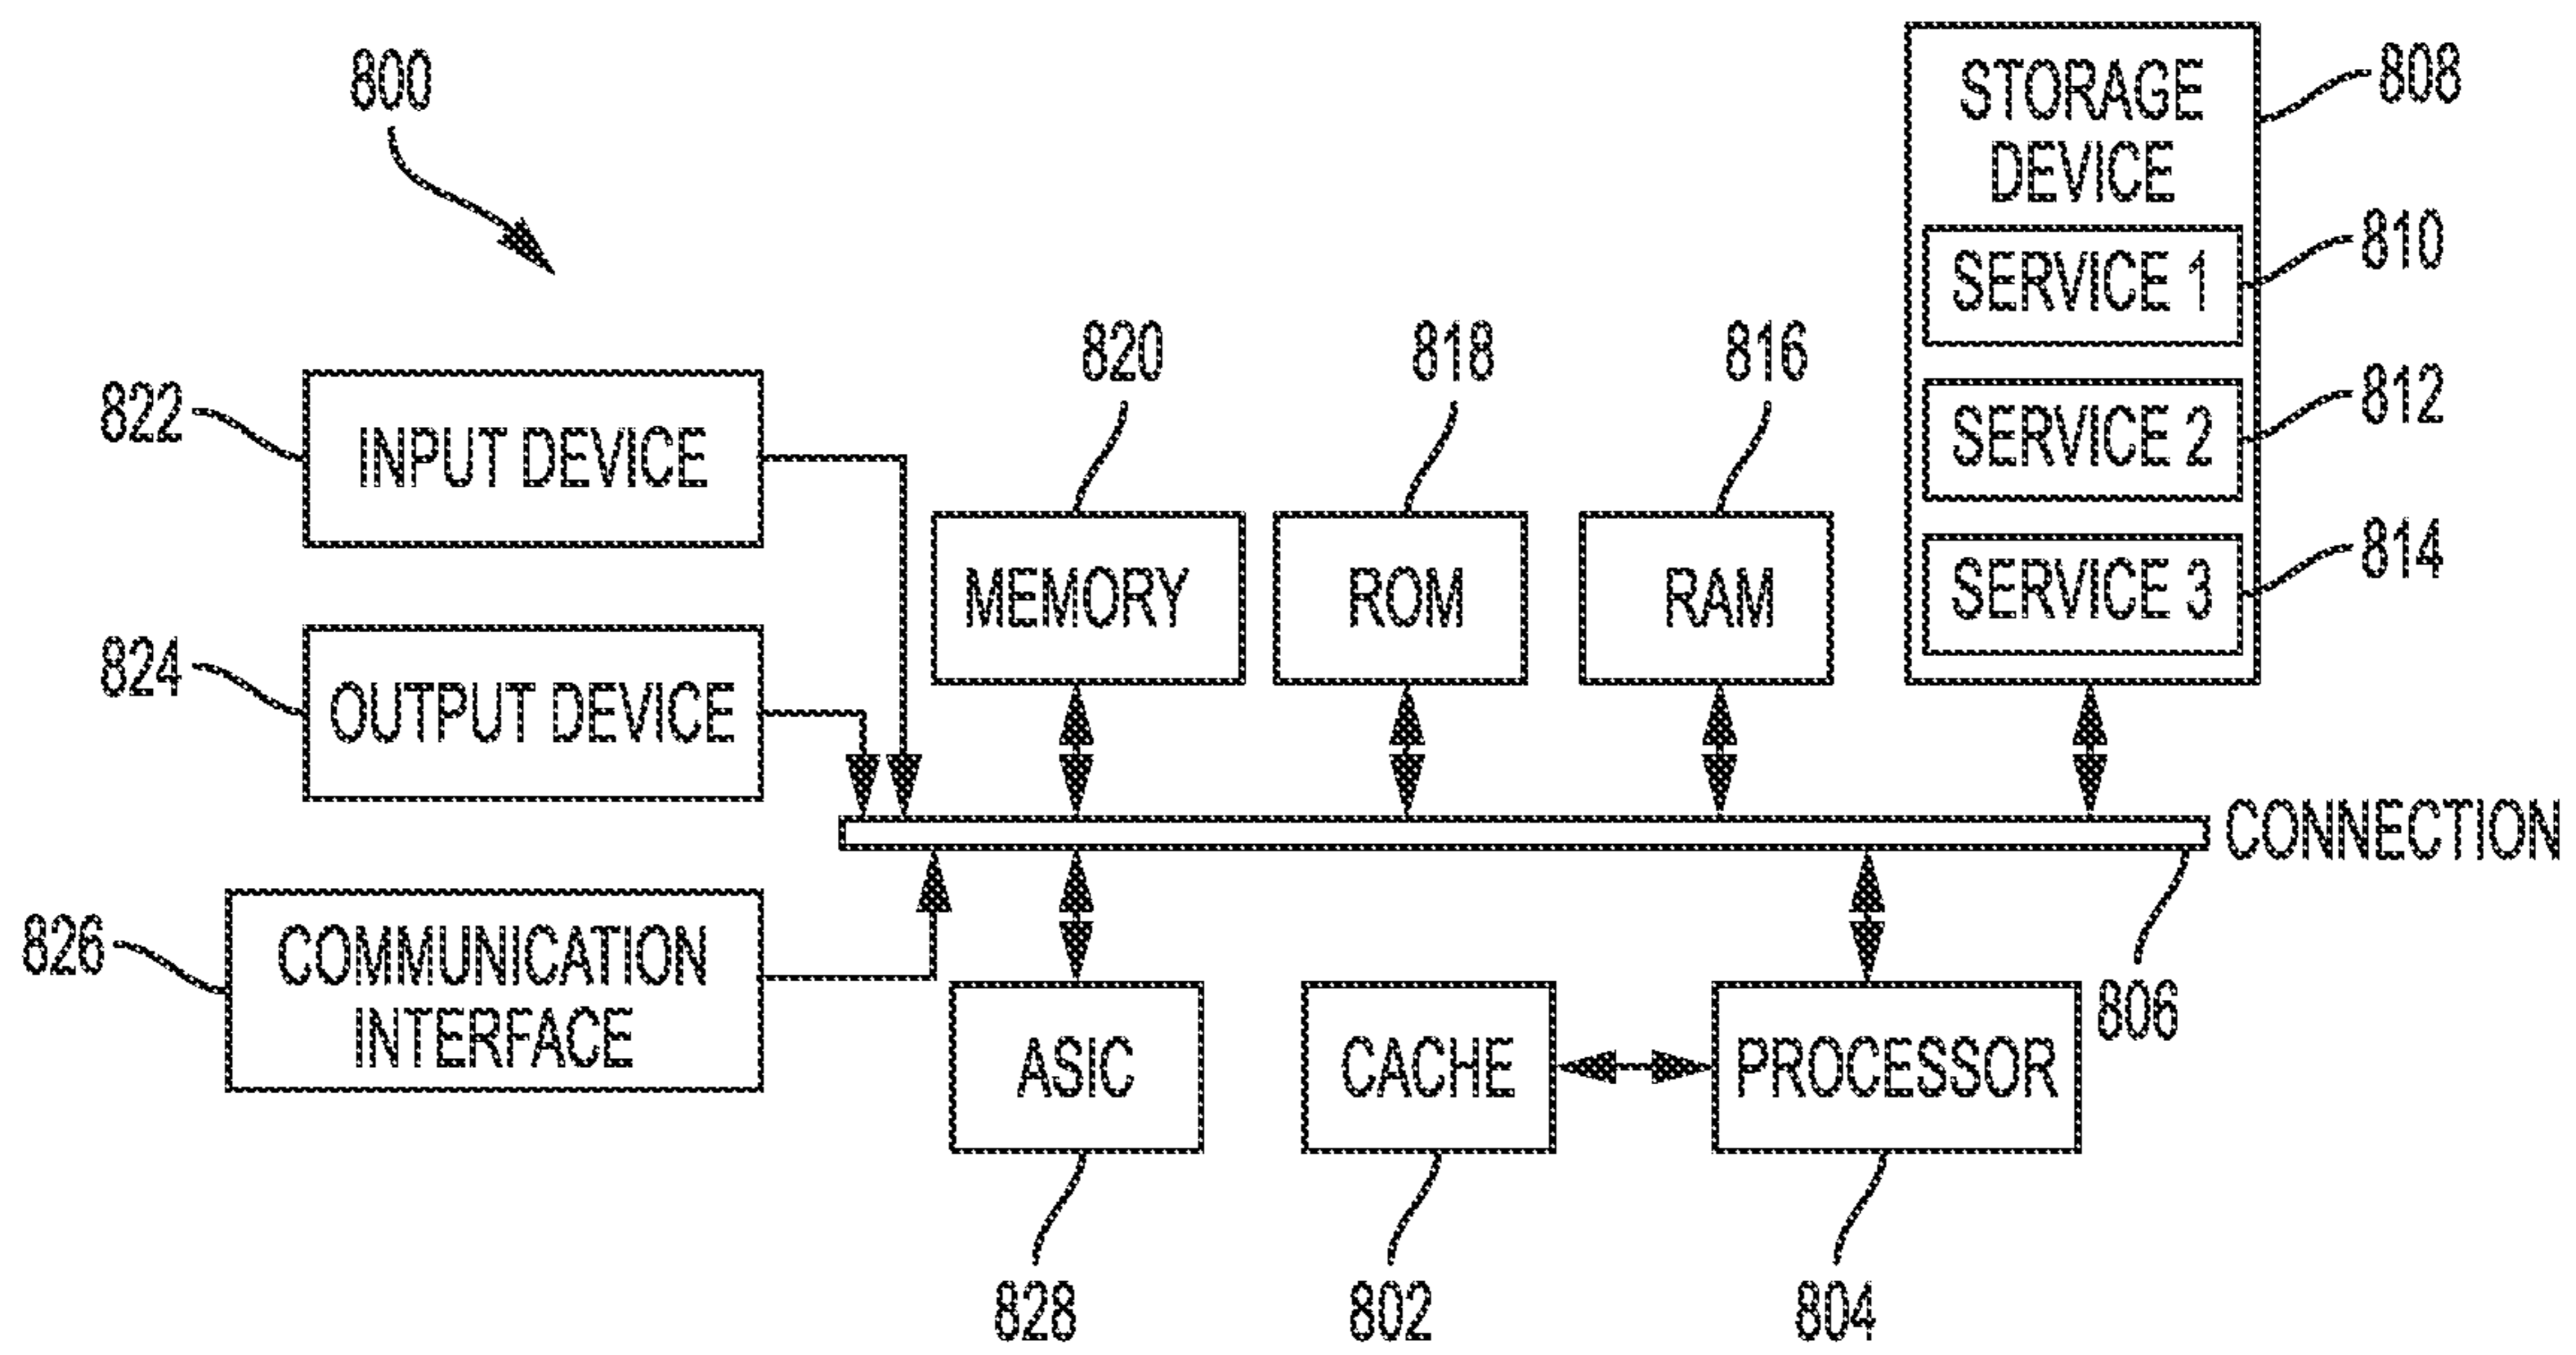 800
STORAGE
DEVICE
808
SERVICE 1
810
SERVICE 2
812
SERVICE 3
814
820
818
816
822
INPUT DEVICE
MEMORY
ROM
RAM
824
OUTPUT DEVICE
CONNECTION
826
COMMUNICATION
INTERFACE
806
ASIC
CACHE
PROCESSOR
828
802
804